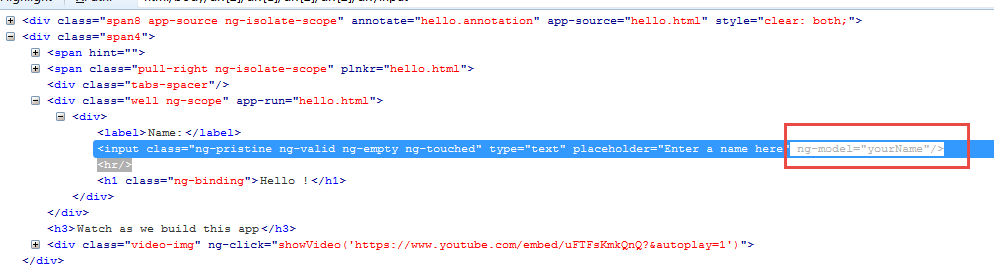 <div class="span8 app-source ng-isolate-scope" annotate="hello.annotation" app-source="hello.html" style="clear: both;">
<div class="span4">
<span hint="">
<span class="pull-right ng-isolate-scope" plnkr="hello.html">
<div class="tabs-spacer"/>
<div class="well ng-scope" app-run="hello.html">
<div>
<label>Name:</label>
<input class="ng-pristine ng-valid ng-empty ng-touched" type="text" placeholder="Enter a name here" ng-model="yourName"/>
<hr/>
<h1 class="ng-binding">Hello !</h1>
</div>
</div>
<h3>Watch as we build this app</h3>
<div class="video-img" ng-click="showVideo('https://www.youtube.com/embed/uFTFsKmkQnQ?&autoplay=1')">
</div>